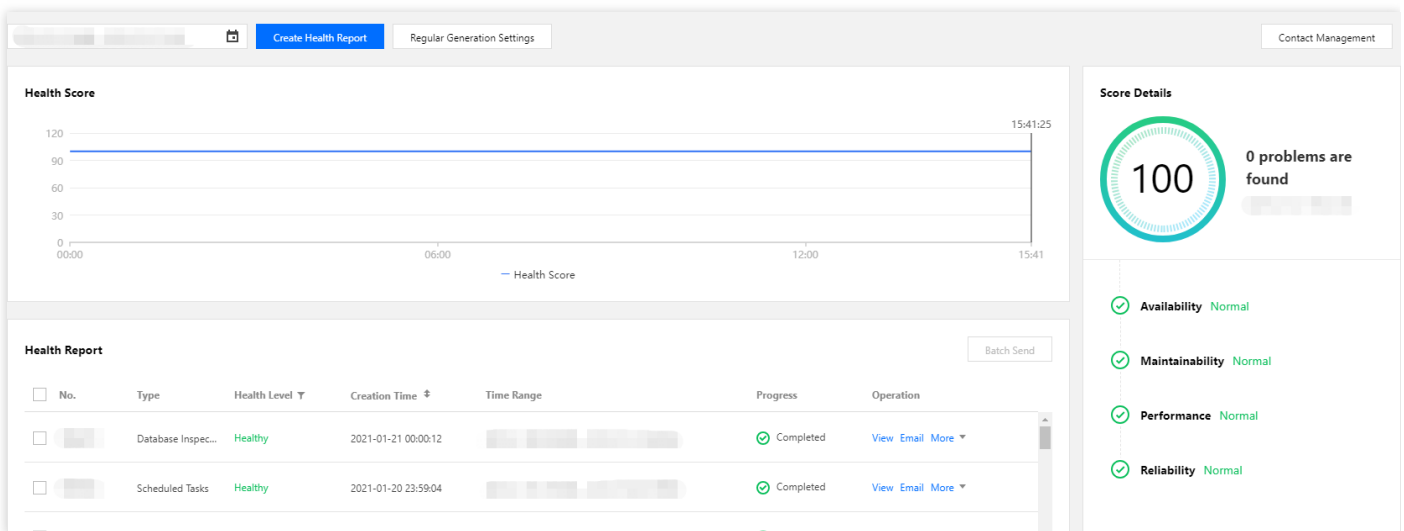 Create Health Report
Regular Generation Settings
Contact Management
Health Score
15:41:25
120
90
60
30
0
00:00
06:00
12:00
15:41
Health Score
Score Details
100
0 problems are
found
Availability Normal
Maintainability Normal
Performance Normal
Reliability Normal
Health Report
Batch Send
No. Type Health Level Creation Time Time Range Progress Operation
Database Inspec... Healthy 2021-01-21 00:00:12 Completed View Email More
Scheduled Tasks Healthy 2021-01-20 23:59:04 Completed View Email More